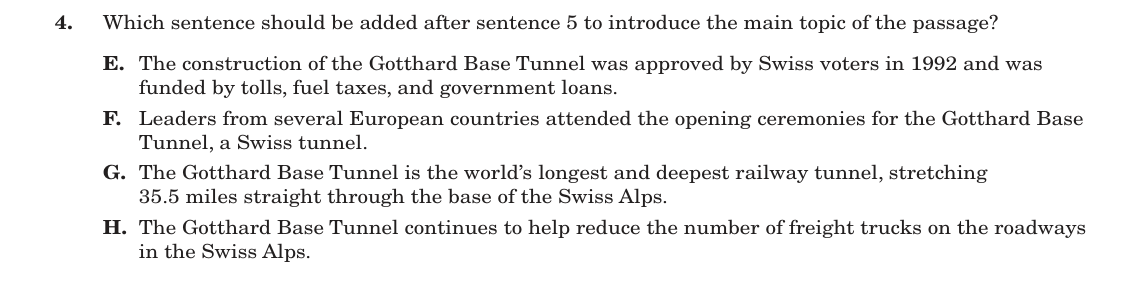 4. Which sentence should be added after sentence 5 to introduce the main topic of the passage?
E. The construction of the Gotthard Base Tunnel was approved by Swiss voters in 1992 and was
funded by tolls, fuel taxes, and government loans.
F. Leaders from several European countries attended the opening ceremonies for the Gotthard Base
Tunnel, a Swiss tunnel.
G. The Gotthard Base Tunnel is the world’s longest and deepest railway tunnel, stretching
35.5 miles straight through the base of the Swiss Alps.
H. The Gotthard Base Tunnel continues to help reduce the number of freight trucks on the roadways
in the Swiss Alps.